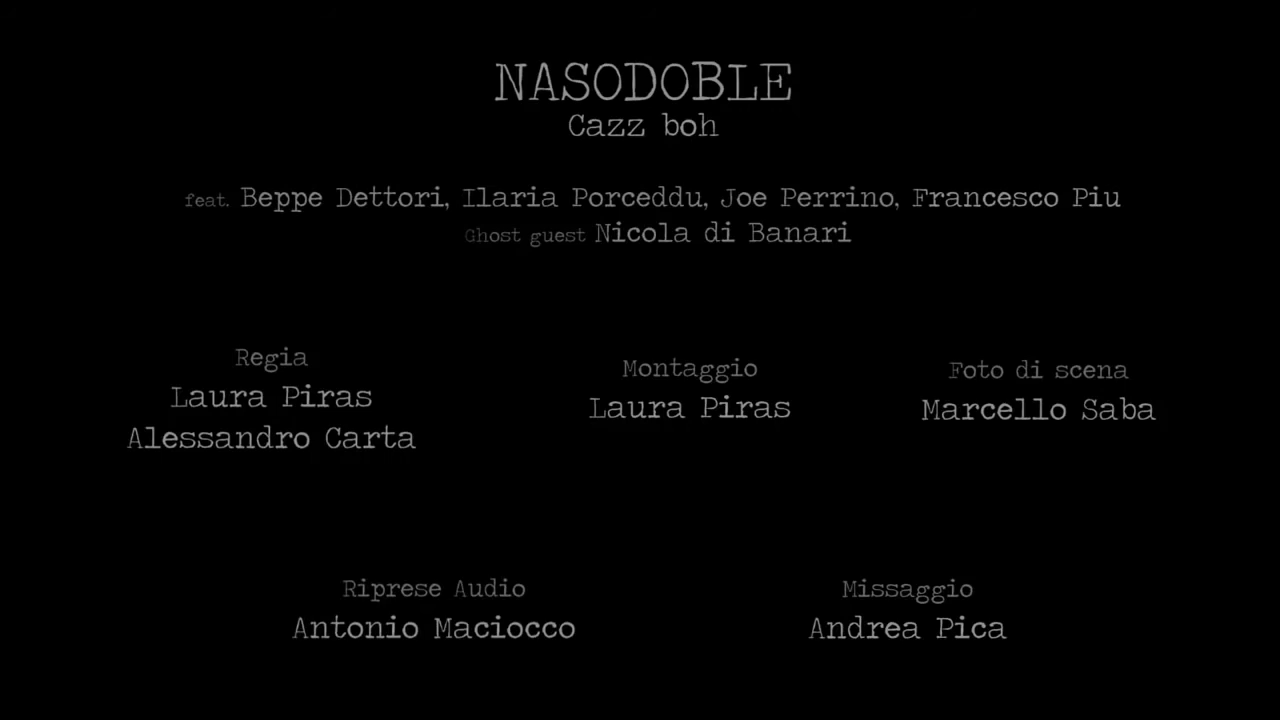 NASODOBLE
Cazz boh
feat. Beppe Dettori, Ilaria Porceddu, Joe Perrino, Francesco Piu
Ghost guest Nicola di Banari
Regia
Laura Piras
Alessandro Carta
Montaggio
Laura Piras
Foto di scena
Marcello Saba
Riprese Audio
Antonio Maciocco
Missaggio
Andrea Pica